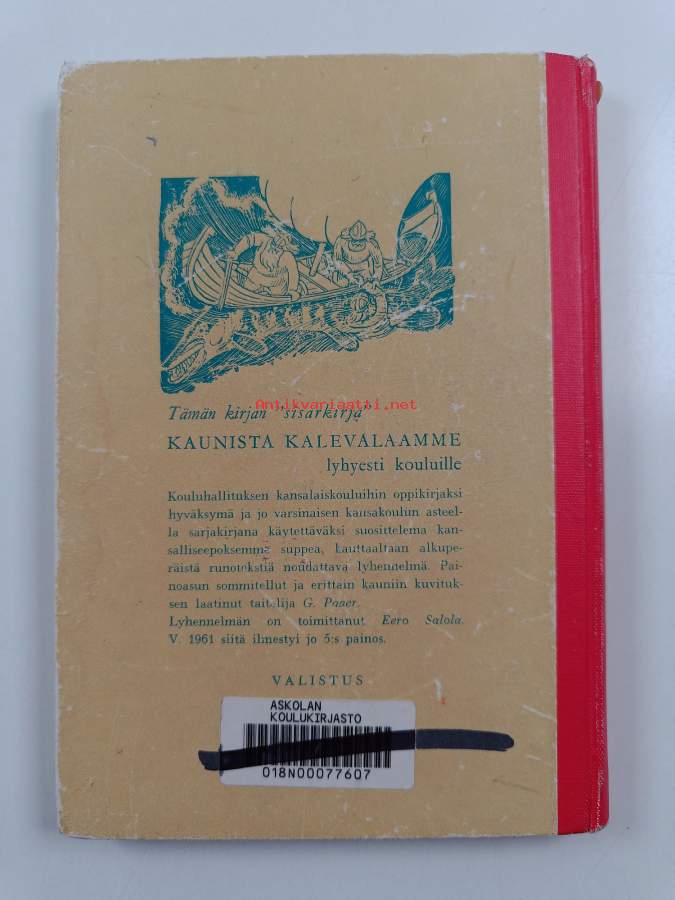 Tämän kirjan "sisarkirja"
Antikvariaatti.net
KAUNISTA KALEVALAAMME
lyhyesti kouluille
Kouluhallituksen kansalaiskouluihin oppikirjaksi
hyväksymä ja jo varsinaisen kansakoulun asteel-
la sarjakirjana käytettäväksi suosittelema kan-
salliseepoksemme suppea, kauttaaltaan alkupe-
räistä runotekstiä noudattava lyhennelmä. Pai-
noasun sommitellut ja erittäin kauniin kuvituk-
sen laatinut taiteilija G. Paaer.
Lyhennelmän on toimittanut Eero Salola.
V. 1961 siitä ilmestyi jo 5:s painos.
VALISTUS
ASKOLAN
KOULUKIRJASTO
018N00077607